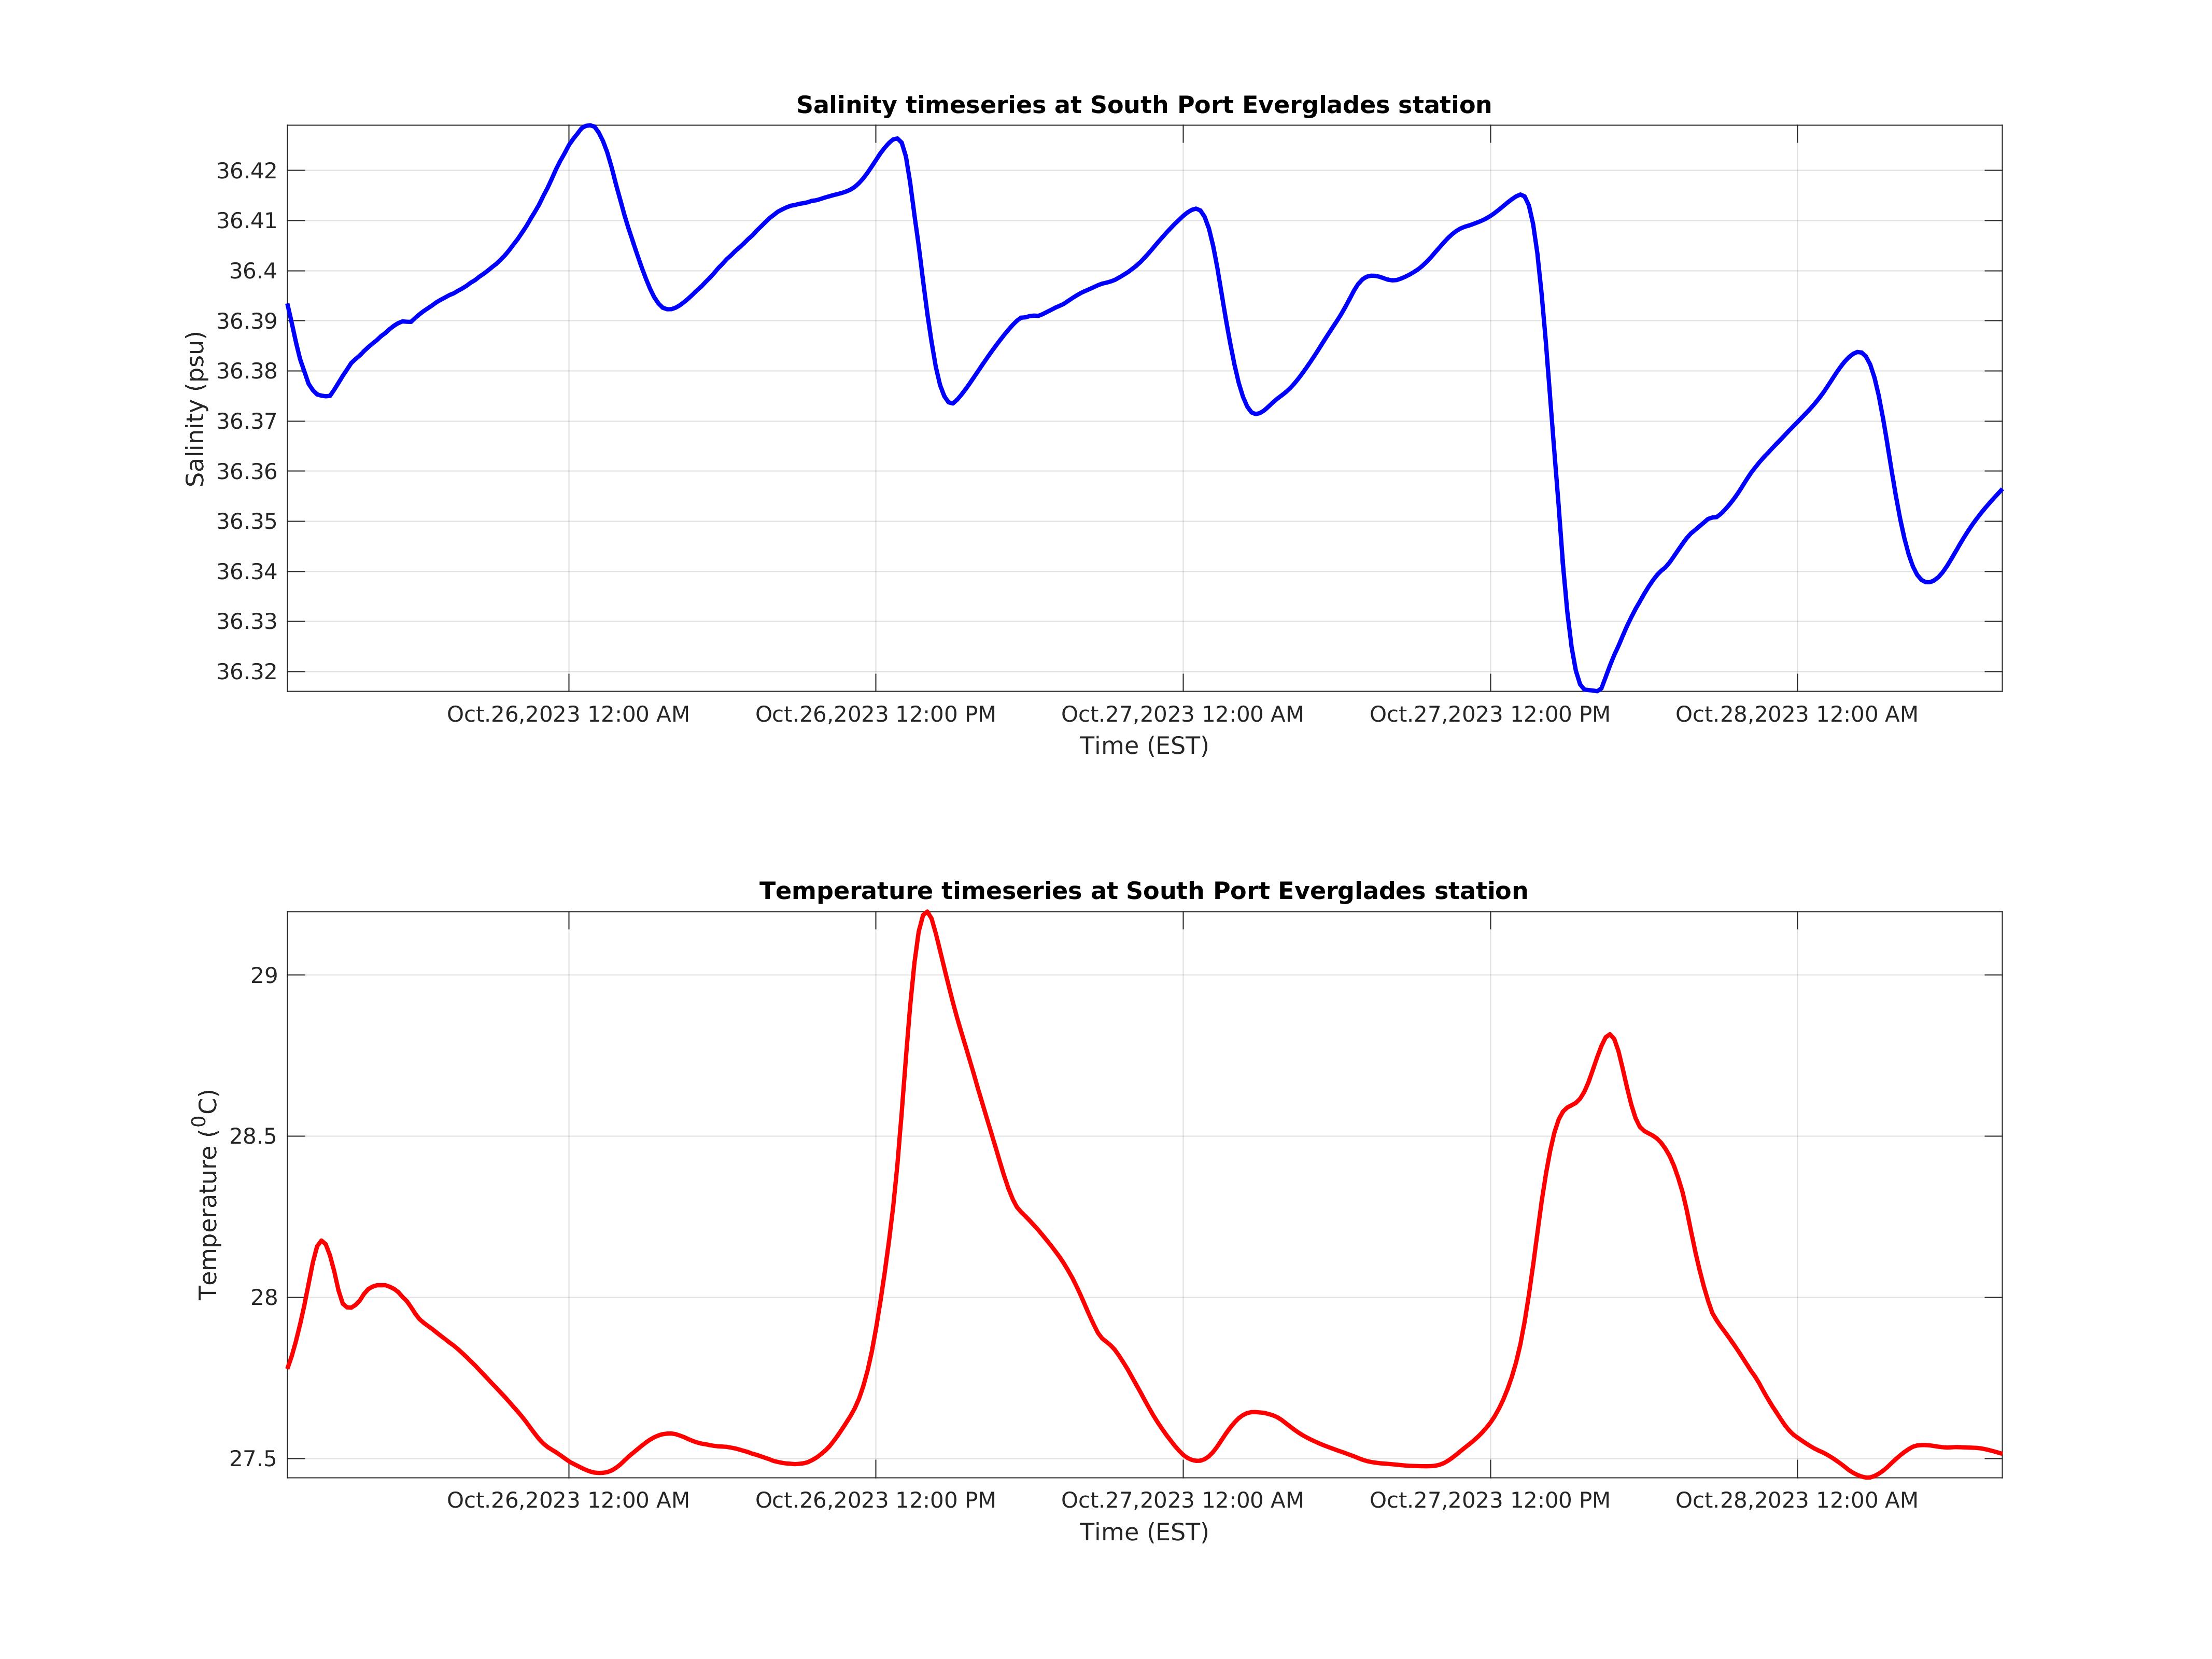 Salinity timeseries at South Port Everglades station
36.42
36.41
36.4
36.39
36.38
36.37
36.36
36.35
36.34
36.33
36.32
Salinity (psu)
Oct.26,2023 12:00 AM Oct.26,2023 12:00 PM Oct.27,2023 12:00 AM Oct.27,2023 12:00 PM Oct.28,2023 12:00 AM
Time (EST)
Temperature timeseries at South Port Everglades station
29
28.5
28
27.5
Temperature (⁰C)
Oct.26,2023 12:00 AM Oct.26,2023 12:00 PM Oct.27,2023 12:00 AM Oct.27,2023 12:00 PM Oct.28,2023 12:00 AM
Time (EST)